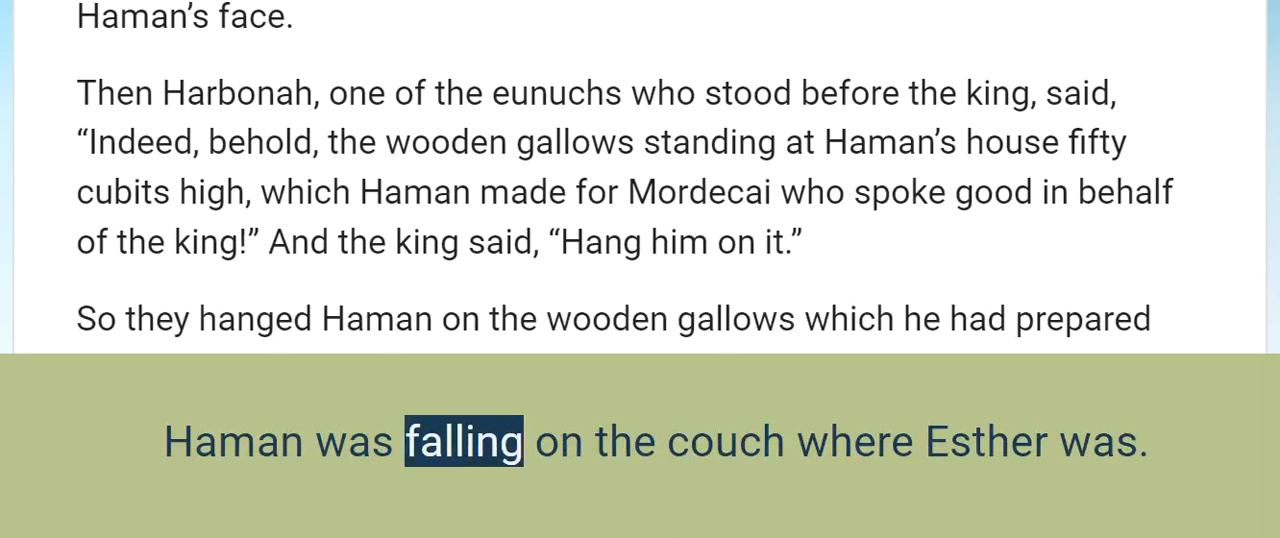 Haman’s face.
Then Harbonah, one of the eunuchs who stood before the king, said,
“Indeed, behold, the wooden gallows standing at Haman’s house fifty
cubits high, which Haman made for Mordecai who spoke good in behalf
of the king!” And the king said, “Hang him on it.”
So they hanged Haman on the wooden gallows which he had prepared
Haman was falling on the couch where Esther was.